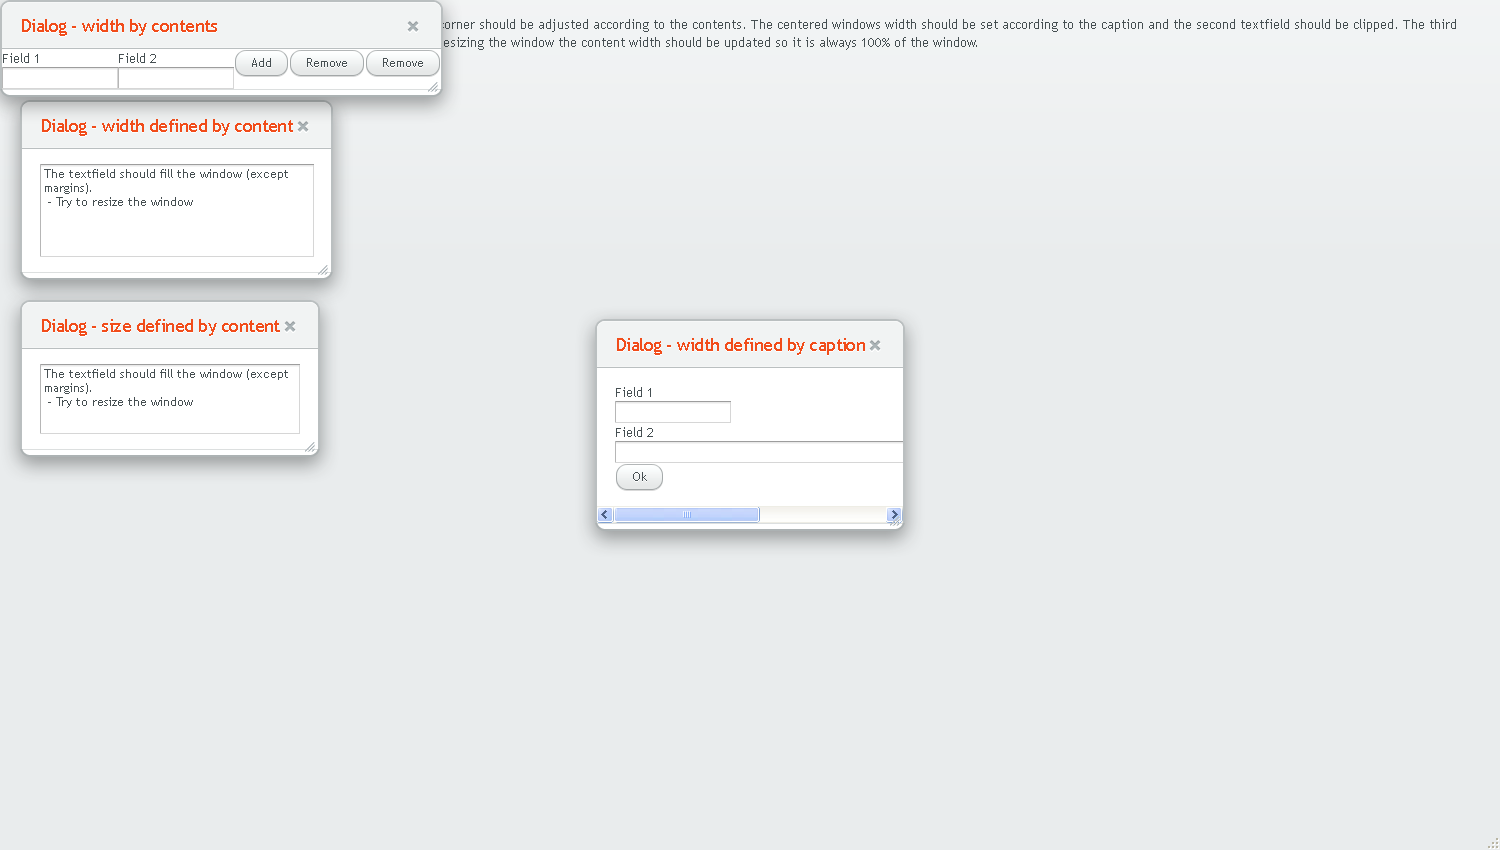 Dialog - width by contents
orner should be adjusted according to the contents. The centered windows width should be set according to the caption and the second textfield should be clipped. The third
esizing the window the content width should be updated so it is always 100% of the window.
Field 1 Field 2 Add Remove Remove
Dialog - width defined by content
The textfield should fill the window (except
margins).
- Try to resize the window
Dialog - size defined by content
The textfield should fill the window (except
margins).
- Try to resize the window
Dialog - width defined by caption
Field 1
Field 2
Ok